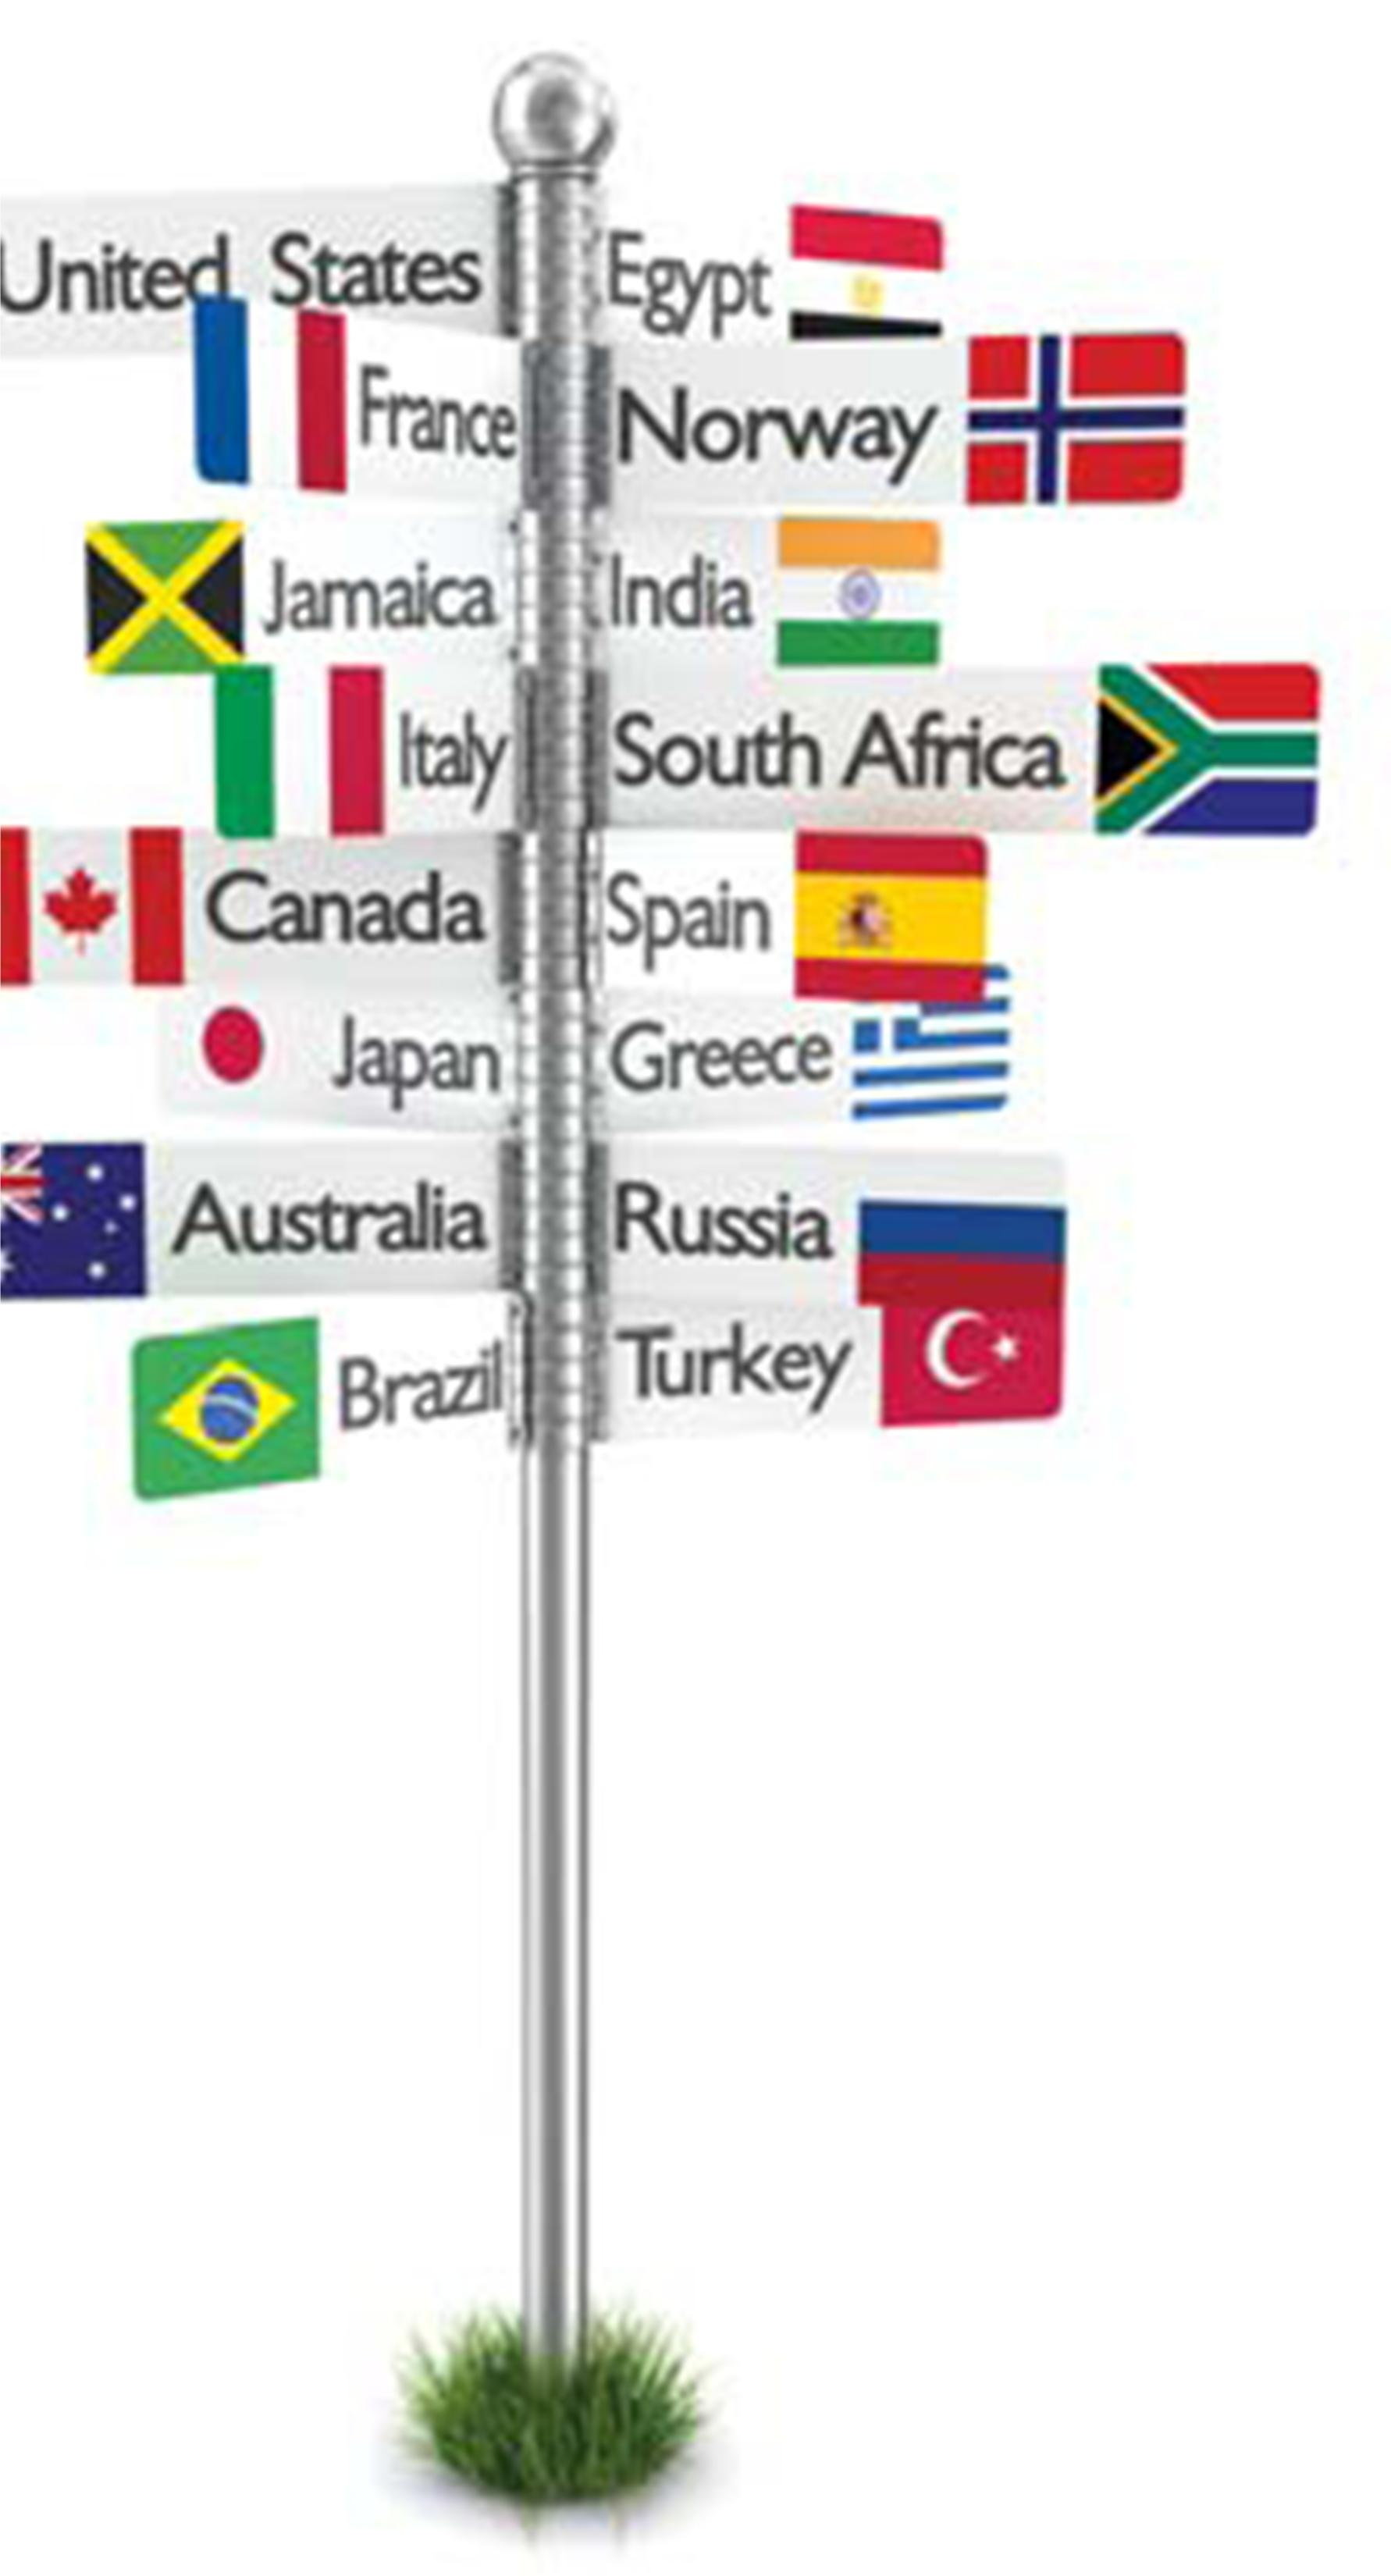 United States
Egypt
France
Norway
Jamaica
India
Italy
South Africa
Canada
Spain
Japan
Greece
Australia
Russia
Brazil
Turkey